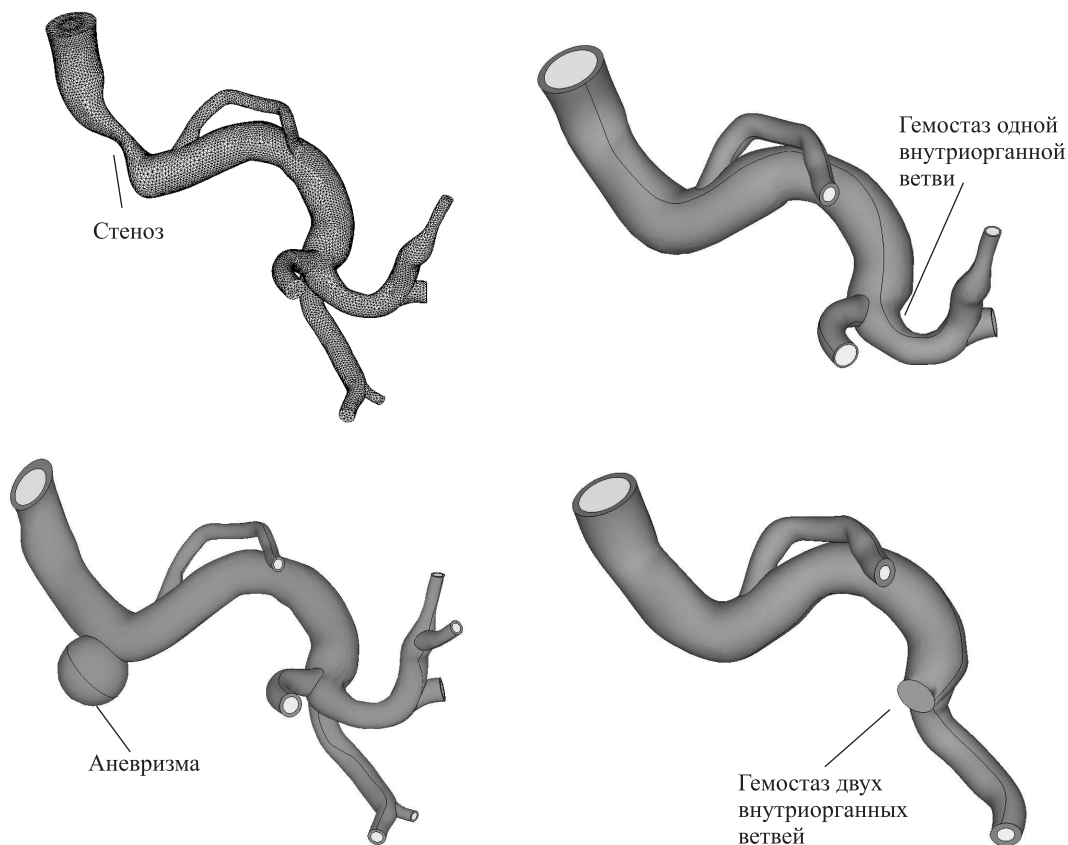 Гемостаз одной
внутриорганной
ветви
Стеноз
Аневризма
Гемостаз двух
внутриорганных
ветвей